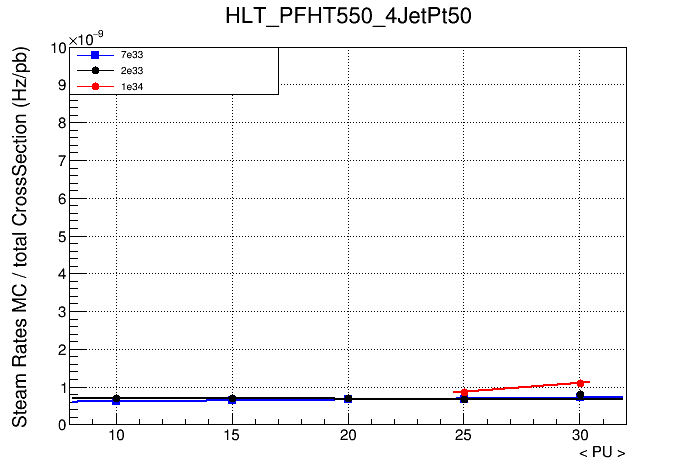 HLT_PFHT550_4JetPt50
×10⁻⁹
7e33
2e33
1e34
Steam Rates MC / total CrossSection (Hz/pb)
10
9
8
7
6
5
4
3
2
1
0
10 15 20 25 30
< PU >